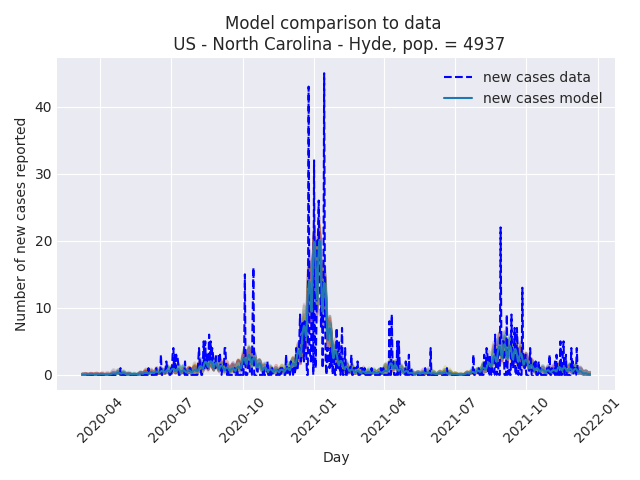 Model comparison to data
US - North Carolina - Hyde, pop. = 4937
new cases data
new cases model
Number of new cases reported
40
30
20
10
0
2020-04
2020-07
2020-10
2021-01
2021-04
2021-07
2021-10
2022-01
Day